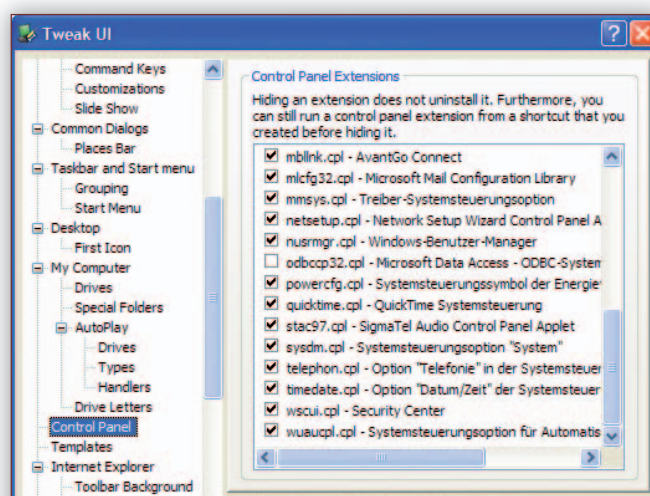 Tweak UI
Command Keys
Customizations
Slide Show
Common Dialogs
Places Bar
Taskbar and Start menu
Grouping
Start Menu
Desktop
First Icon
My Computer
Drives
Special Folders
AutoPlay
Drives
Types
Handlers
Drive Letters
Control Panel
Templates
Internet Explorer
Toolbar Background
Control Panel Extensions
Hiding an extension does not uninstall it. Furthermore, you
can still run a control panel extension from a shortcut that you
created before hiding it.
mblnk.cpl - AvantGo Connect
mlcfg32.cpl - Microsoft Mail Configuration Library
mmsys.cpl - Treiber-Systemsteuerungsoption
netsetup.cpl - Network Setup Wizard Control Panel A
nusrmgr.cpl - Windows-Benutzer-Manager
odbccp32.cpl - Microsoft Data Access - ODBC-System
powercfg.cpl - Systemsteuerungssymbol der Energie
quicktime.cpl - QuickTime Systemsteuerung
stac97.cpl - SigmaTel Audio Control Panel Applet
sysdm.cpl - Systemsteuerungsoption "System"
telephon.cpl - Option "Telefonie" in der Systemsteuer
timedate.cpl - Option "Datum/Zeit" der Systemsteuer
wscui.cpl - Security Center
wuaucpl.cpl - Systemsteuerungsoption für Automatis